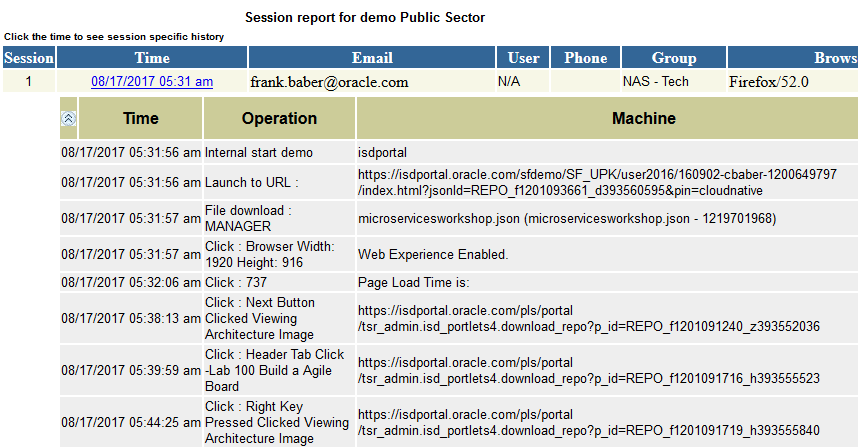 Session report for demo Public Sector
Click the time to see session specific history
Session Time Email User Phone Group Brows
1 08/17/2017 05:31 am frank.baber@oracle.com N/A NAS - Tech Firefox/52.0
Time Operation Machine
08/17/2017 05:31:56 am Internal start demo isdportal
08/17/2017 05:31:56 am Launch to URL : https://isdportal.oracle.com/sfdemo/SF_UPK/user2016/160902-cbaber-1200649797
/index.html?jsonId=REPO_f1201093661_d393560595&pin=cloudnative
08/17/2017 05:31:57 am File download :
MANAGER microservicesworkshop.json (microservicesworkshop.json - 1219701968)
08/17/2017 05:31:57 am Click : Browser Width:
1920 Height: 916 Web Experience Enabled.
08/17/2017 05:32:06 am Click : 737 Page Load Time is:
08/17/2017 05:38:13 am Click : Next Button
Clicked Viewing
Architecture Image https://isdportal.oracle.com/pls/portal
/tsr_admin.isd_portlets4.download_repo?p_id=REPO_f1201091240_z393552036
08/17/2017 05:39:59 am Click : Header Tab Click
-Lab 100 Build a Agile
Board https://isdportal.oracle.com/pls/portal
/tsr_admin.isd_portlets4.download_repo?p_id=REPO_f1201091716_h393555523
08/17/2017 05:44:25 am Click : Right Key
Pressed Clicked Viewing
Architecture Image https://isdportal.oracle.com/pls/portal
/tsr_admin.isd_portlets4.download_repo?p_id=REPO_f1201091719_h393555840